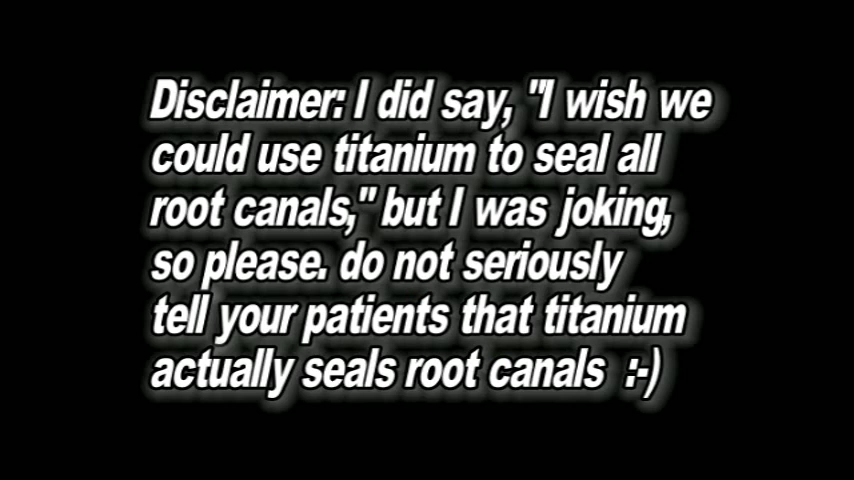 Disclaimer: I did say, "I wish we
could use titanium to seal all
root canals," but I was joking,
so please. do not seriously
tell your patients that titanium
actually seals root canals  :-)